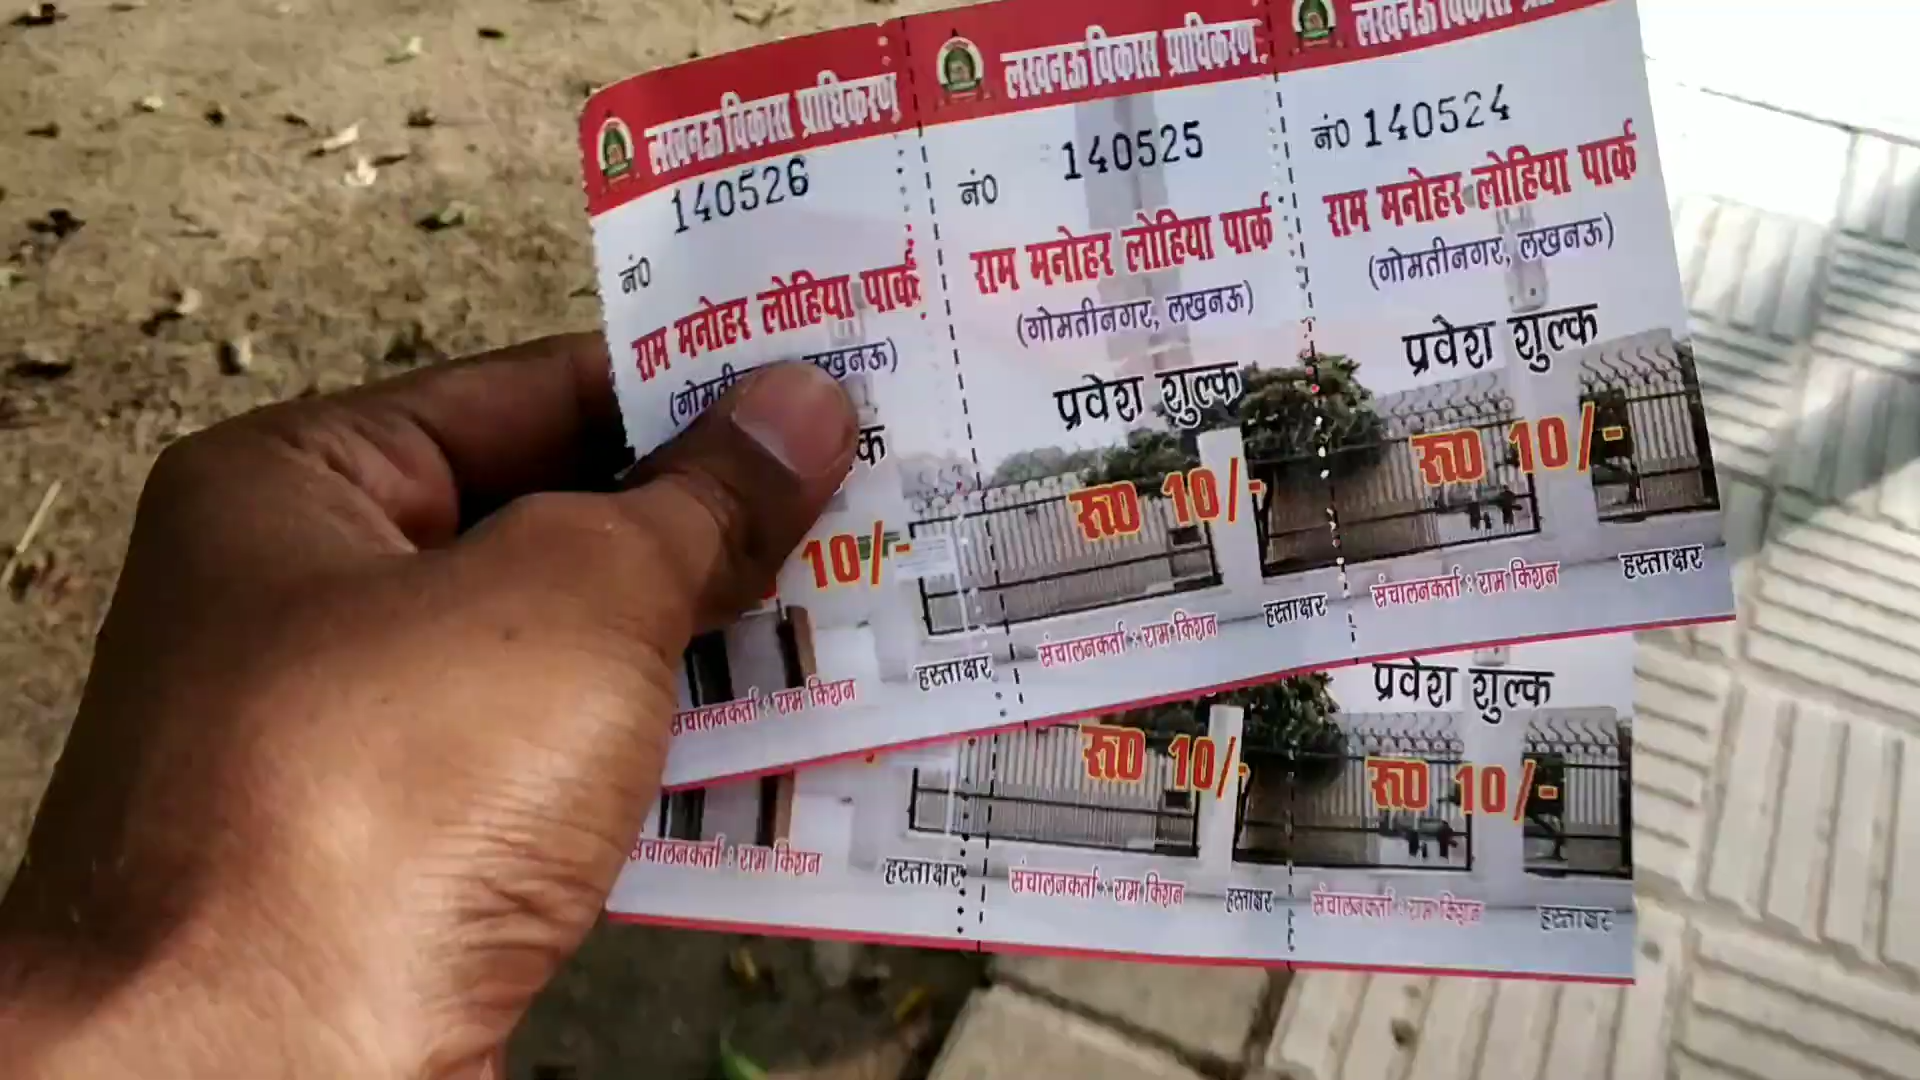 लखनऊ विकास प्राधिकरण
140526
नं0
राम मनोहर लोहिया पार्क
लखनऊ)
10/-
संचालनकर्ता : राम किशन
हस्ताक्षर
लखनऊ विकास प्राधिकरण
नं0 140525
राम मनोहर लोहिया पार्क
(गोमतीनगर, लखनऊ)
प्रवेश शुल्क
रू0 10/-
संचालनकर्ता : राम किशन
हस्ताक्षर
लखनऊ विकास
नं0 140524
राम मनोहर लोहिया पार्क
(गोमतीनगर, लखनऊ)
प्रवेश शुल्क
रू0 10/-
संचालनकर्ता : राम किशन
हस्ताक्षर
संचालनकर्ता : राम किशन
हस्ताक्षर
रू0 10/-
संचालनकर्ता : राम किशन
हस्ताक्षर
प्रवेश शुल्क
रू0 10/-
संचालनकर्ता : राम किशन
हस्ताक्षर